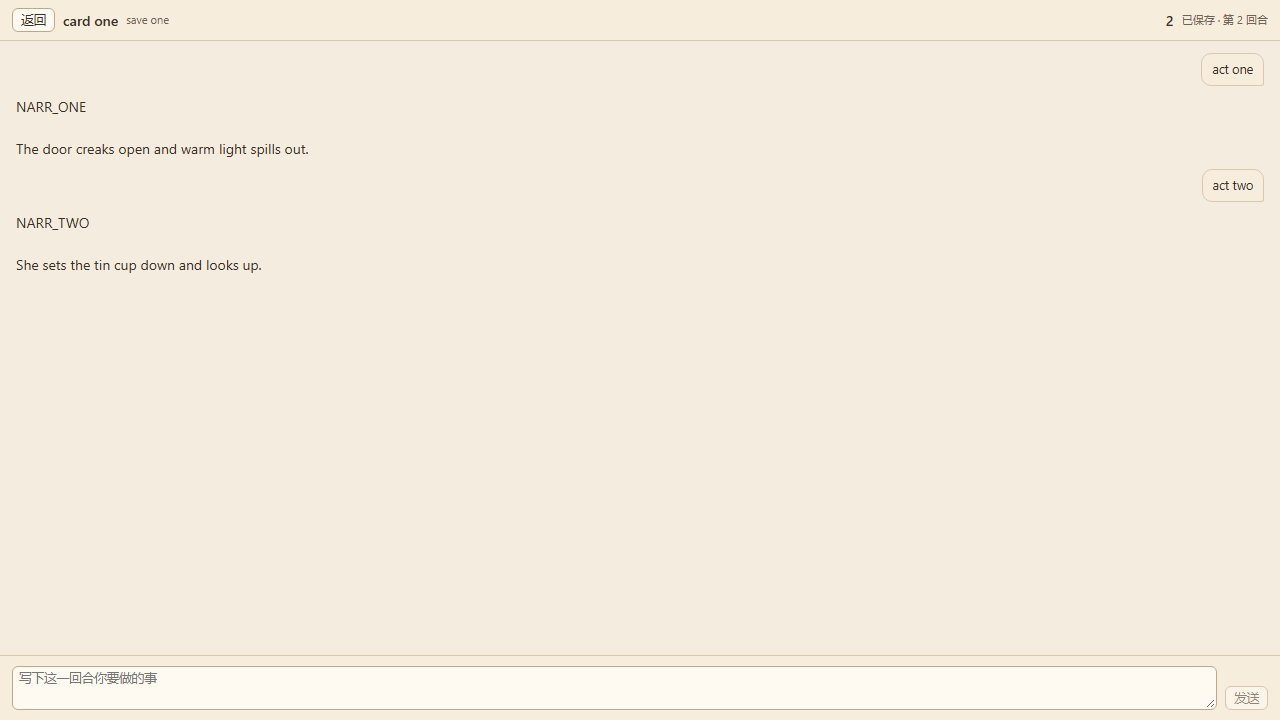 返回 card one save one 2 已保存 · 第 2 回合
act one
NARR_ONE
The door creaks open and warm light spills out.
act two
NARR_TWO
She sets the tin cup down and looks up.
写下这一回合你要做的事
发送